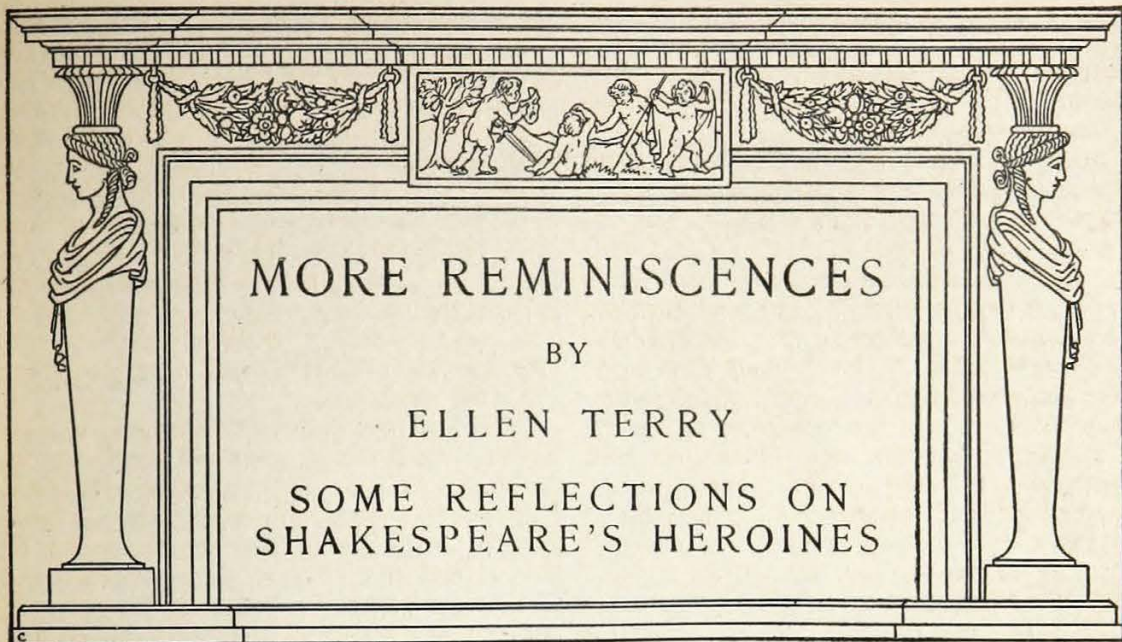 MORE REMINISCENCES
BY
ELLEN TERRY
SOME REFLECTIONS ON
SHAKESPEARE'S HEROINES
C